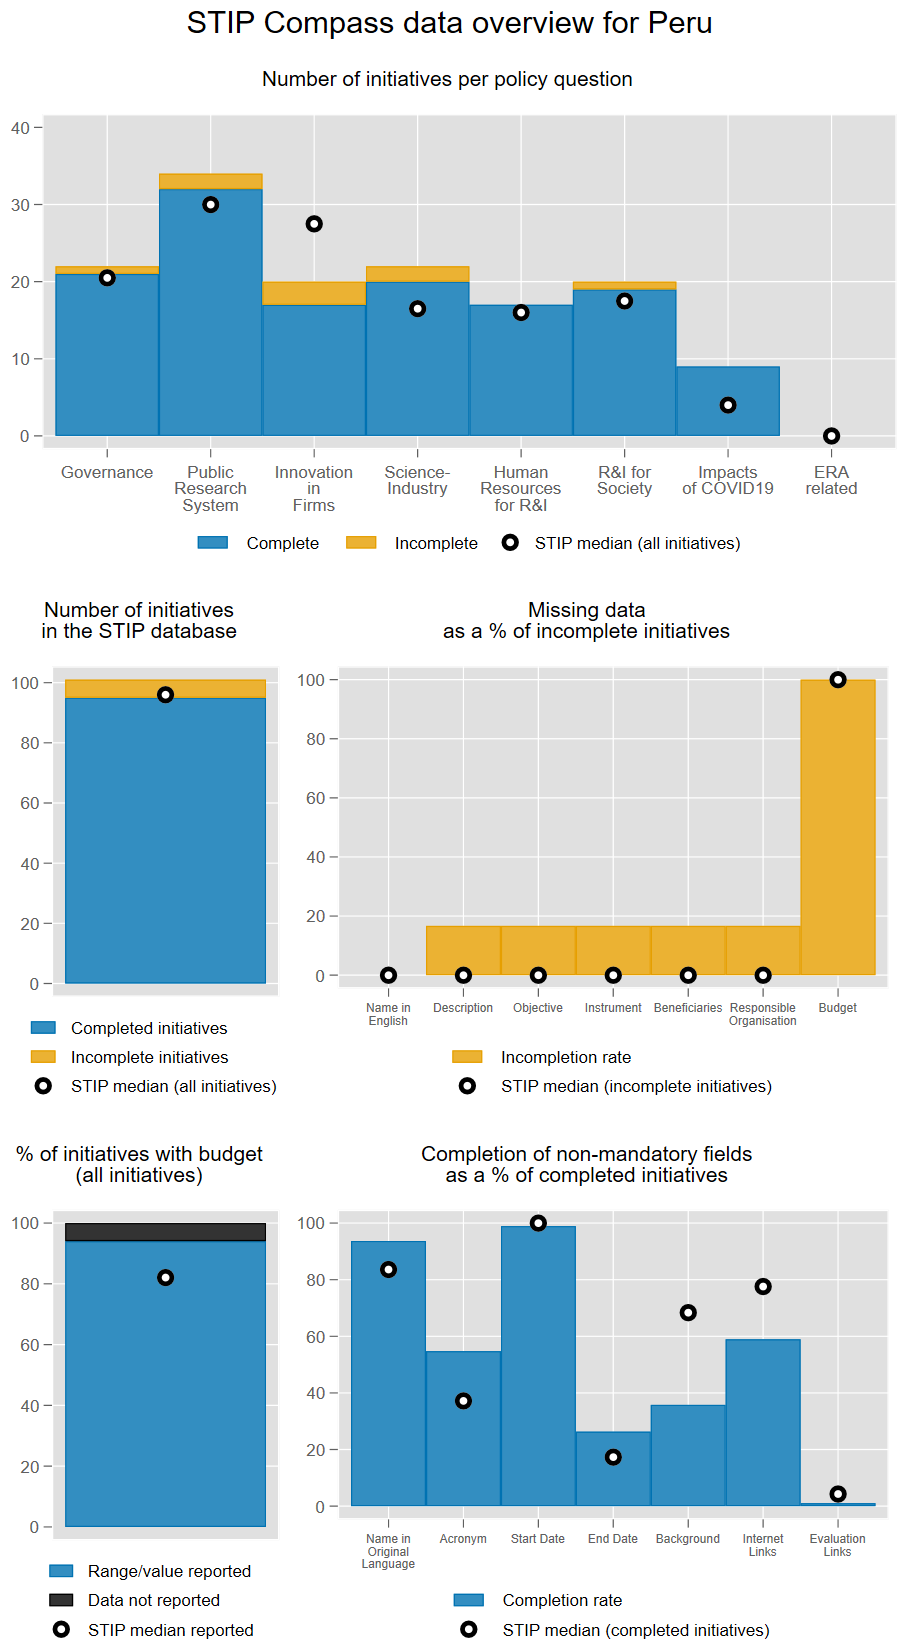 STIP Compass data overview for Peru
Number of initiatives per policy question
40
30
20
10
0
Governance
Public
Research
System
Innovation
in
Firms
Science-
Industry
Human
Resources
for R&I
R&I for
Society
Impacts
of COVID19
ERA
related
Complete
Incomplete
STIP median (all initiatives)
Number of initiatives
in the STIP database
100
80
60
40
20
0
Completed initiatives
Incomplete initiatives
STIP median (all initiatives)
Missing data
as a % of incomplete initiatives
100
80
60
40
20
0
Name in
English
Description
Objective
Instrument
Beneficiaries
Responsible
Organisation
Budget
Incompletion rate
STIP median (incomplete initiatives)
% of initiatives with budget
(all initiatives)
100
80
60
40
20
0
Range/value reported
Data not reported
STIP median reported
Completion of non-mandatory fields
as a % of completed initiatives
100
80
60
40
20
0
Name in
Original
Language
Acronym
Start Date
End Date
Background
Internet
Links
Evaluation
Links
Completion rate
STIP median (completed initiatives)